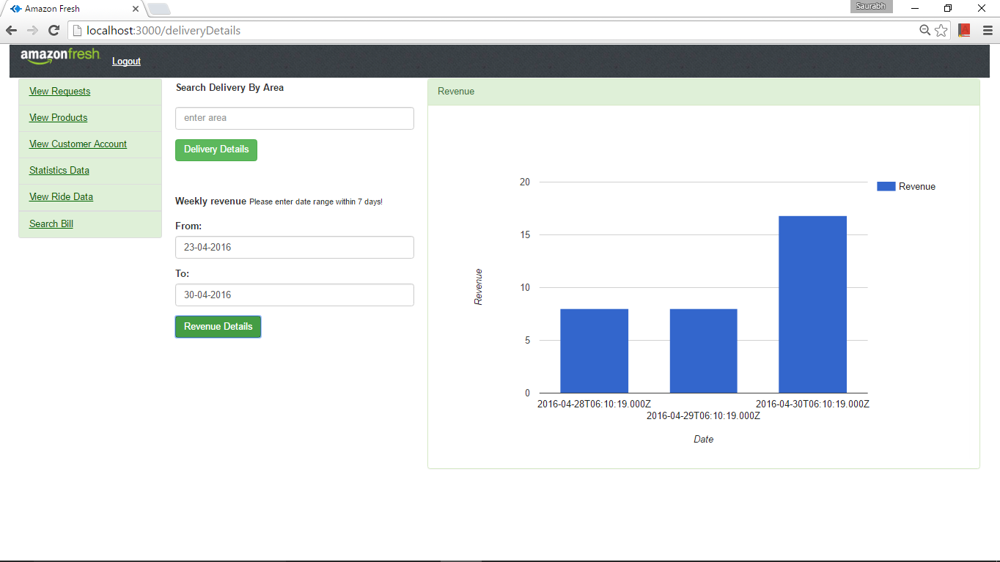 Amazon Fresh
Saurabh
localhost:3000/deliveryDetails
amazonfresh
Logout
View Requests
View Products
View Customer Account
Statistics Data
View Ride Data
Search Bill
Search Delivery By Area
enter area
Delivery Details
Weekly revenue Please enter date range within 7 days!
From:
23-04-2016
To:
30-04-2016
Revenue Details
Revenue
20
15
10
5
0
Revenue
Revenue
2016-04-28T06:10:19.000Z
2016-04-29T06:10:19.000Z
2016-04-30T06:10:19.000Z
Date